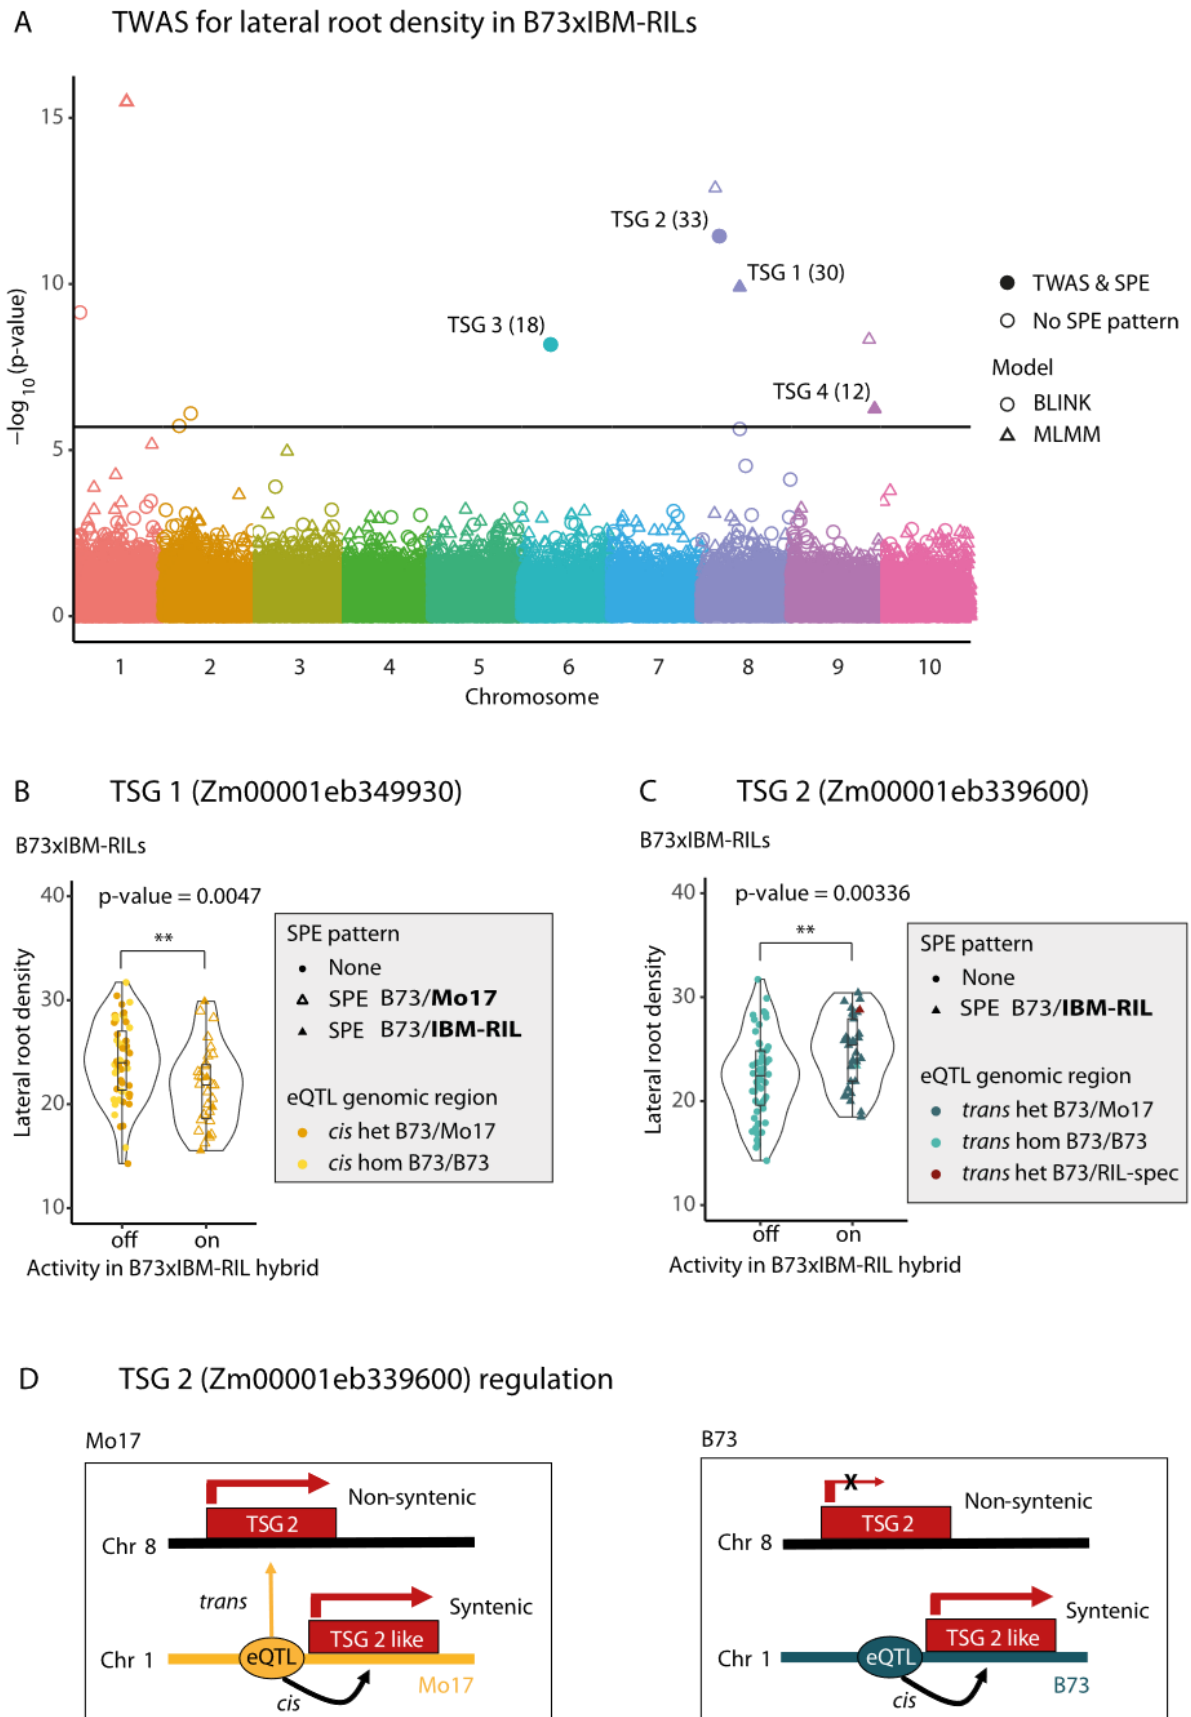 A TWAS for lateral root density in B73xIBM-RILs
−log10(p-value)
15
10
5
0
TSG 2 (33)
TSG 1 (30)
TSG 3 (18)
TSG 4 (12)
TWAS & SPE
No SPE pattern
Model
BLINK
MLMM
1 2 3 4 5 6 7 8 9 10
Chromosome
B TSG 1 (Zm00001eb349930)
B73xIBM-RILs
p-value = 0.0047
**
Lateral root density
40
30
20
10
off on
Activity in B73xIBM-RIL hybrid
SPE pattern
None
SPE B73/Mo17
SPE B73/IBM-RIL
eQTL genomic region
cis het B73/Mo17
cis hom B73/B73
C TSG 2 (Zm00001eb339600)
B73xIBM-RILs
p-value = 0.00336
**
Lateral root density
40
30
20
10
off on
Activity in B73xIBM-RIL hybrid
SPE pattern
None
SPE B73/IBM-RIL
eQTL genomic region
trans het B73/Mo17
trans hom B73/B73
trans het B73/RIL-spec
D TSG 2 (Zm00001eb339600) regulation
Mo17
Non-syntenic
TSG 2
Chr 8
trans
Syntenic
TSG 2 like
Chr 1
eQTL
Mo17
cis
B73
X
Non-syntenic
TSG 2
Chr 8
Syntenic
TSG 2 like
Chr 1
eQTL
B73
cis